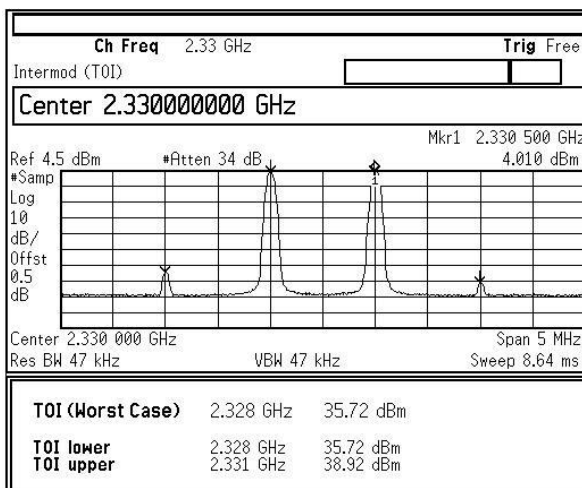 Ch Freq 2.33 GHz Trig Free
Intermod (TOI)
Center 2.330000000 GHz
Mkr1 2.330 500 GHz
Ref 4.5 dBm #Atten 34 dB 4.010 dBm
#Samp
Log
10
dB/
Offst
0.5
dB
1
Center 2.330 000 GHz Span 5 MHz
Res BW 47 kHz VBW 47 kHz Sweep 8.64 ms
TOI (Worst Case) 2.328 GHz 35.72 dBm
TOI lower 2.328 GHz 35.72 dBm
TOI upper 2.331 GHz 38.92 dBm